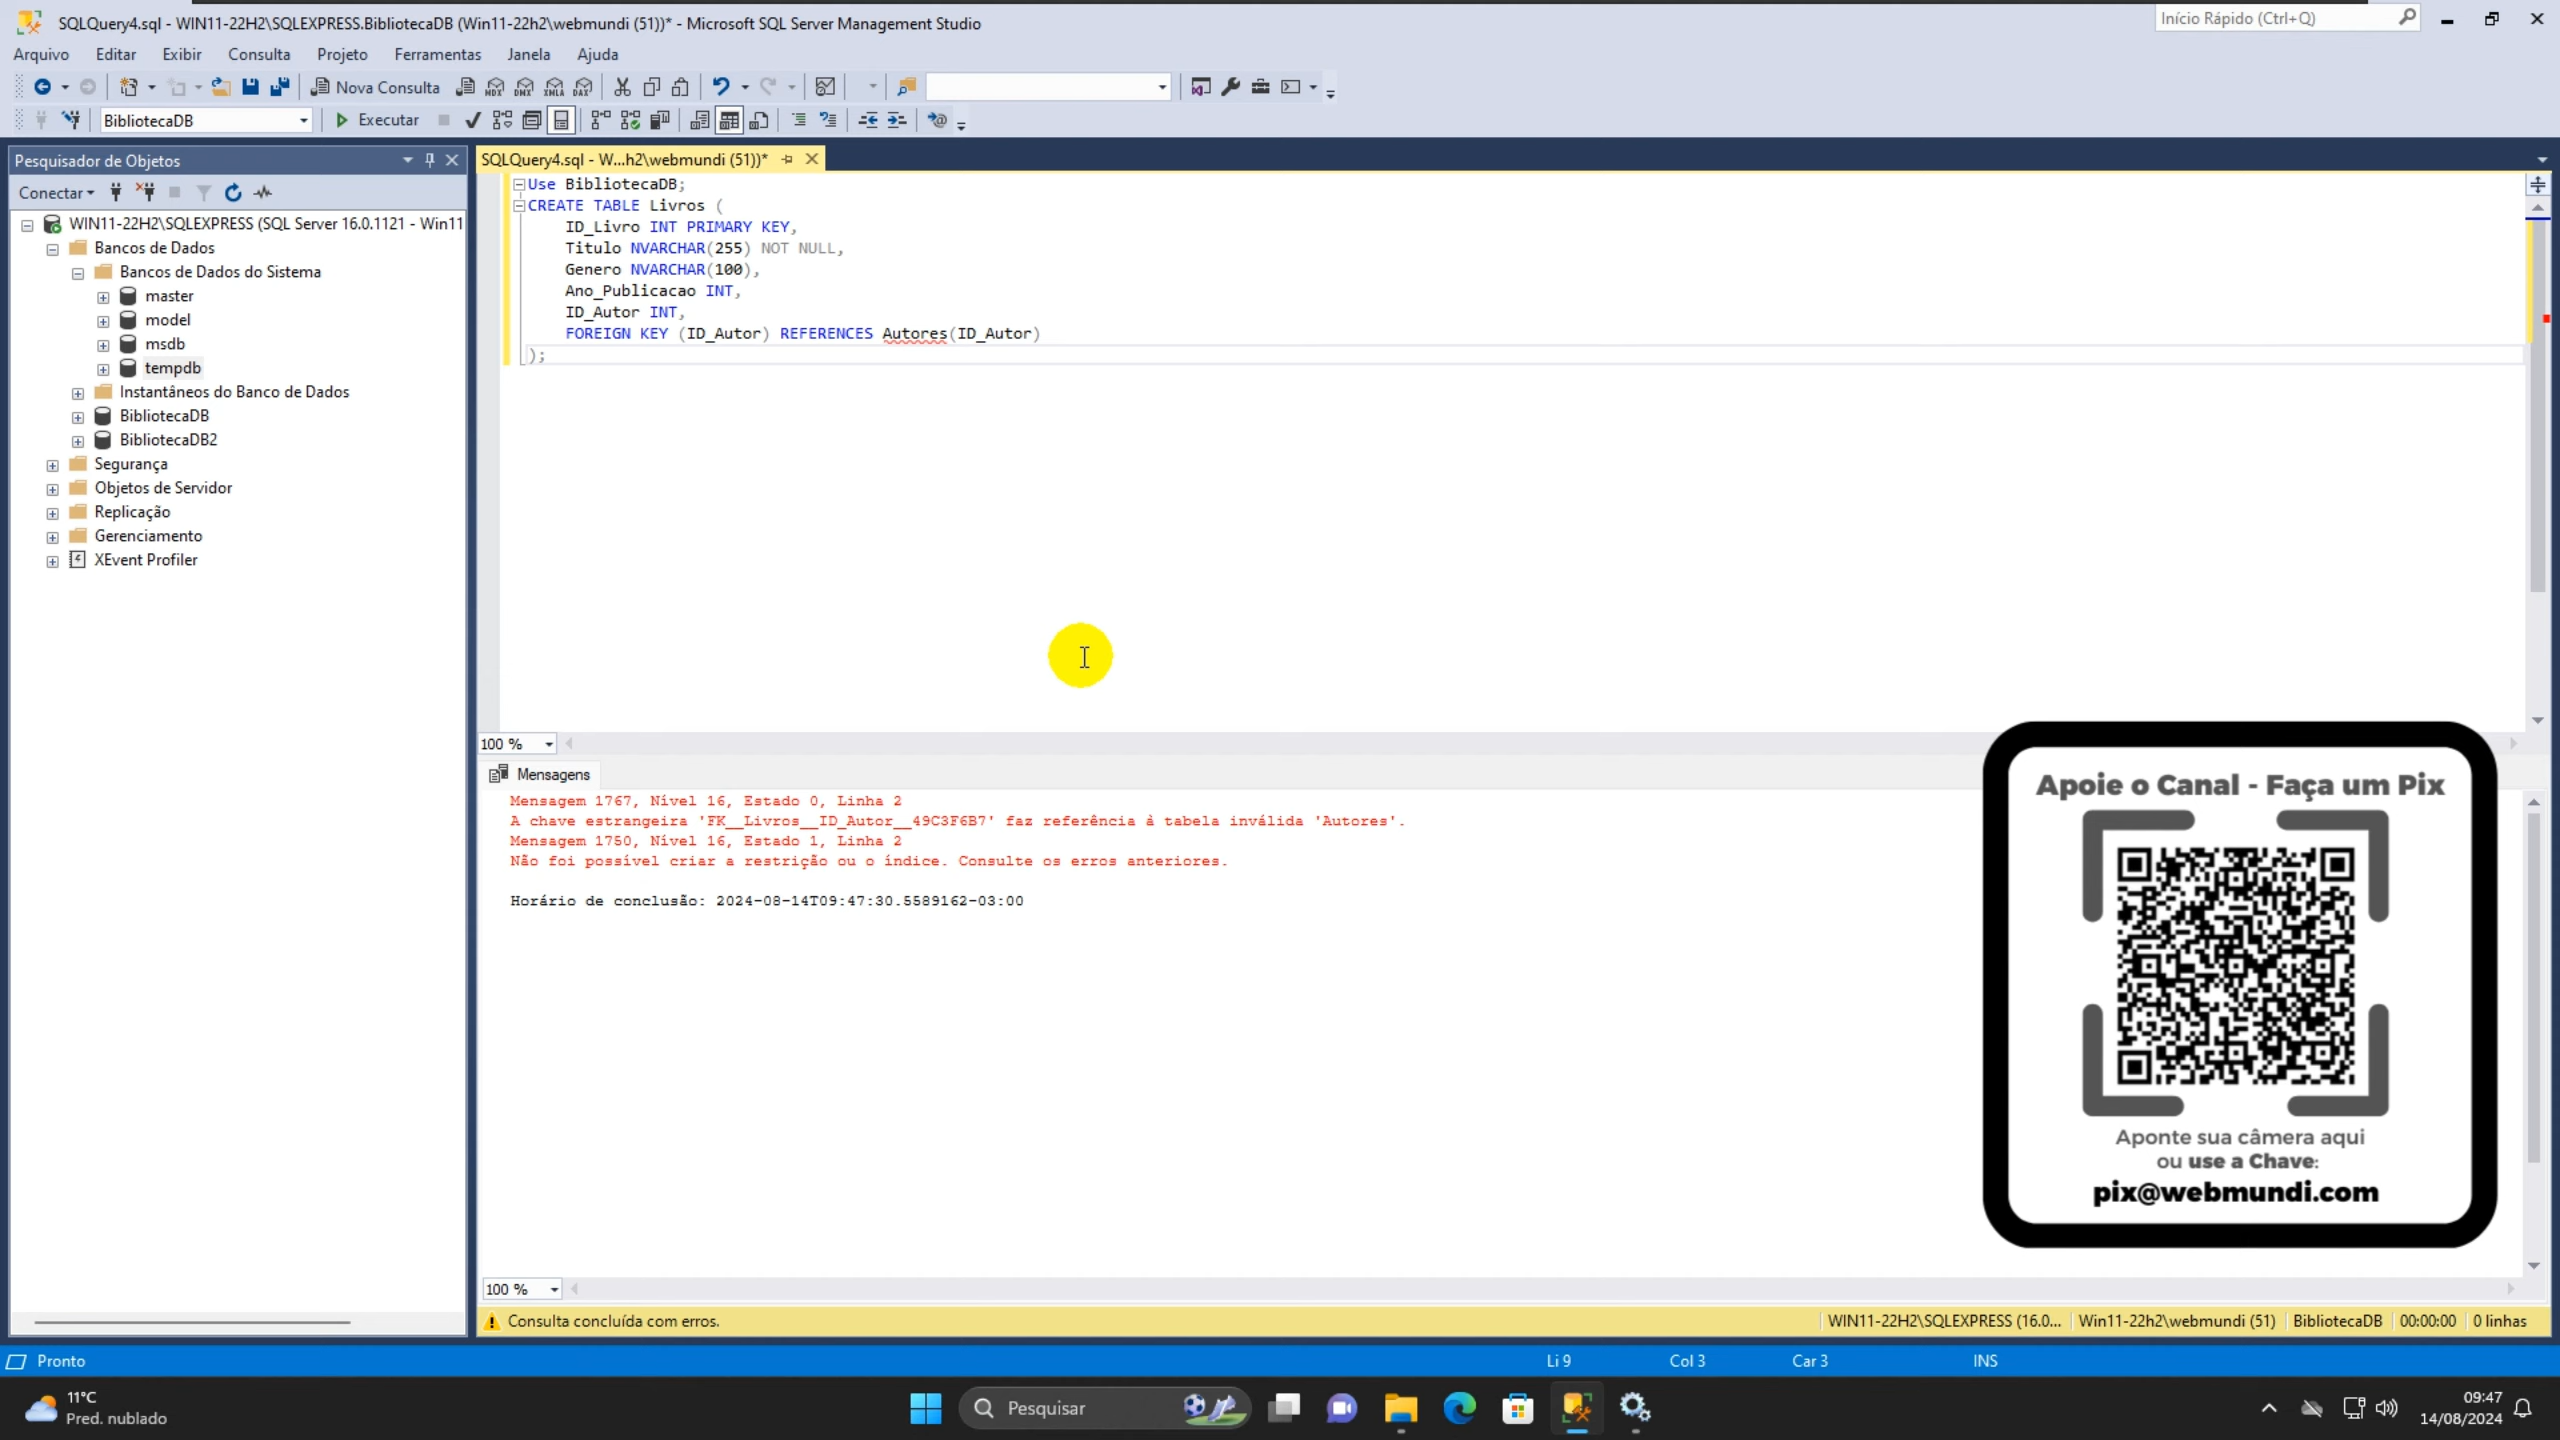 SQLQuery4.sql - WIN11-22H2\SQLEXPRESS.BibliotecaDB (Win11-22h2\webmundi (51))* - Microsoft SQL Server Management Studio
Início Rápido (Ctrl+Q)
Arquivo Editar Exibir Consulta Projeto Ferramentas Janela Ajuda
Nova Consulta
BibliotecaDB Executar
Pesquisador de Objetos
Conectar
WIN11-22H2\SQLEXPRESS (SQL Server 16.0.1121 - Win11
Bancos de Dados
Bancos de Dados do Sistema
master
model
msdb
tempdb
Instantâneos do Banco de Dados
BibliotecaDB
BibliotecaDB2
Segurança
Objetos de Servidor
Replicação
Gerenciamento
XEvent Profiler
SQLQuery4.sql - W...h2\webmundi (51))*
Use BibliotecaDB;
CREATE TABLE Livros (
ID_Livro INT PRIMARY KEY,
Titulo NVARCHAR(255) NOT NULL,
Genero NVARCHAR(100),
Ano_Publicacao INT,
ID_Autor INT,
FOREIGN KEY (ID_Autor) REFERENCES Autores(ID_Autor)
);
100 %
Mensagens
Mensagem 1767, Nível 16, Estado 0, Linha 2
A chave estrangeira 'FK__Livros__ID_Autor__49C3F6B7' faz referência à tabela inválida 'Autores'.
Mensagem 1750, Nível 16, Estado 1, Linha 2
Não foi possível criar a restrição ou o índice. Consulte os erros anteriores.
Horário de conclusão: 2024-08-14T09:47:30.5589162-03:00
Apoie o Canal - Faça um Pix
Aponte sua câmera aqui
ou use a Chave:
pix@webmundi.com
100 %
Consulta concluída com erros.
WIN11-22H2\SQLEXPRESS (16.0... Win11-22h2\webmundi (51) BibliotecaDB 00:00:00 0 linhas
Pronto
Li 9 Col 3 Car 3 INS
11°C
Pred. nublado
Pesquisar
09:47
14/08/2024